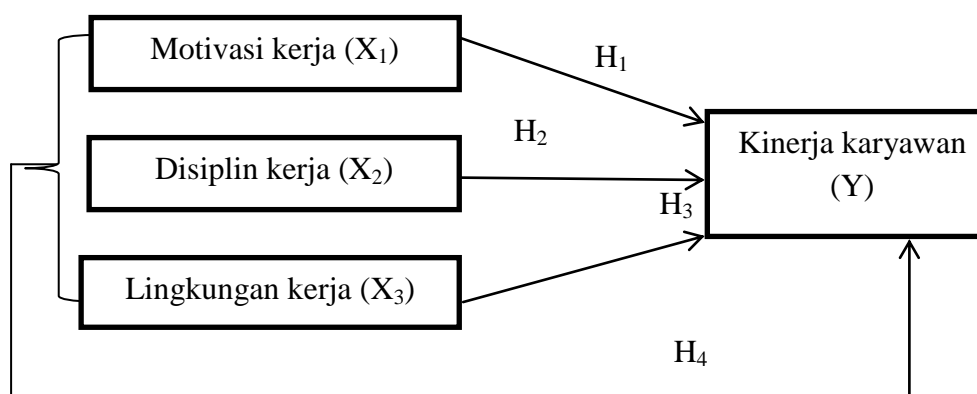 Motivasi kerja (X₁)
H₁
H₂
Disiplin kerja (X₂)
Kinerja karyawan
(Y)
H₃
Lingkungan kerja (X₃)
H₄